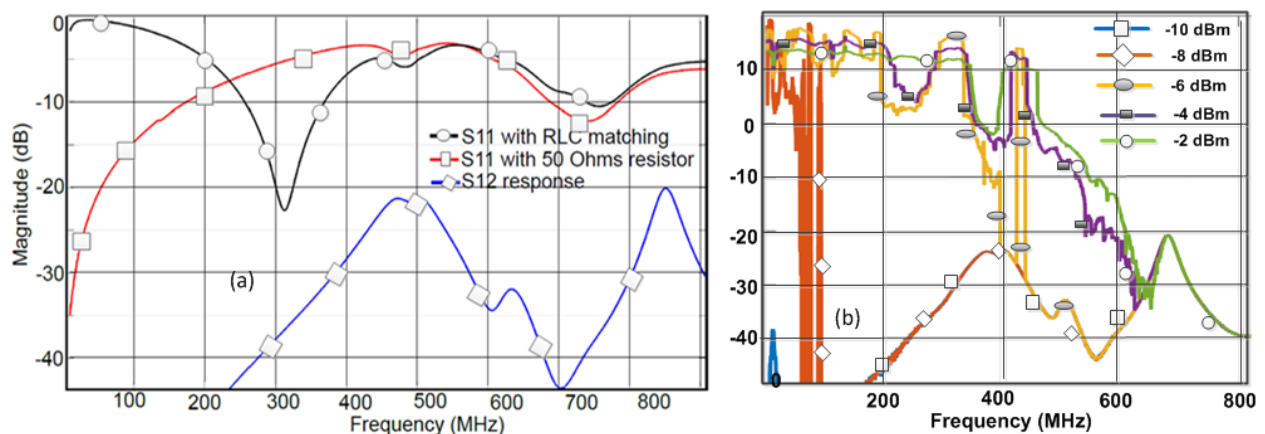 0
-10
-20
-30
-40
Magnitude (dB)
S11 with RLC matching
S11 with 50 Ohms resistor
S12 response
(a)
100 200 300 400 500 600 700 800
Frequency (MHz)
10
0
-10
-20
-30
-40
0
-10 dBm
-8 dBm
-6 dBm
-4 dBm
-2 dBm
(b)
200 400 600 800
Frequency (MHz)